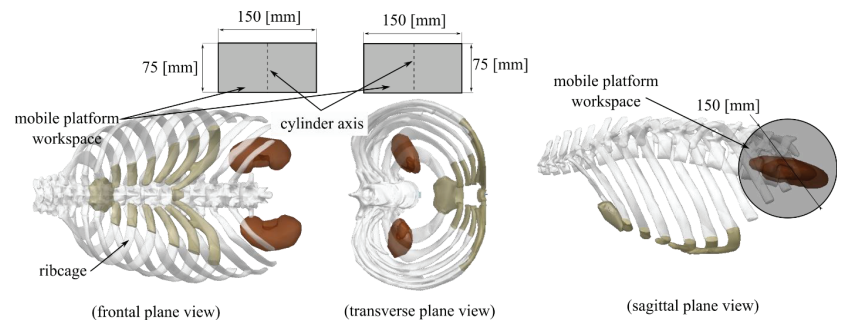 150 [mm]
150 [mm]
75 [mm]
75 [mm]
mobile platform
workspace
cylinder axis
mobile platform
workspace
150 [mm]
ribcage
(frontal plane view)
(transverse plane view)
(sagittal plane view)